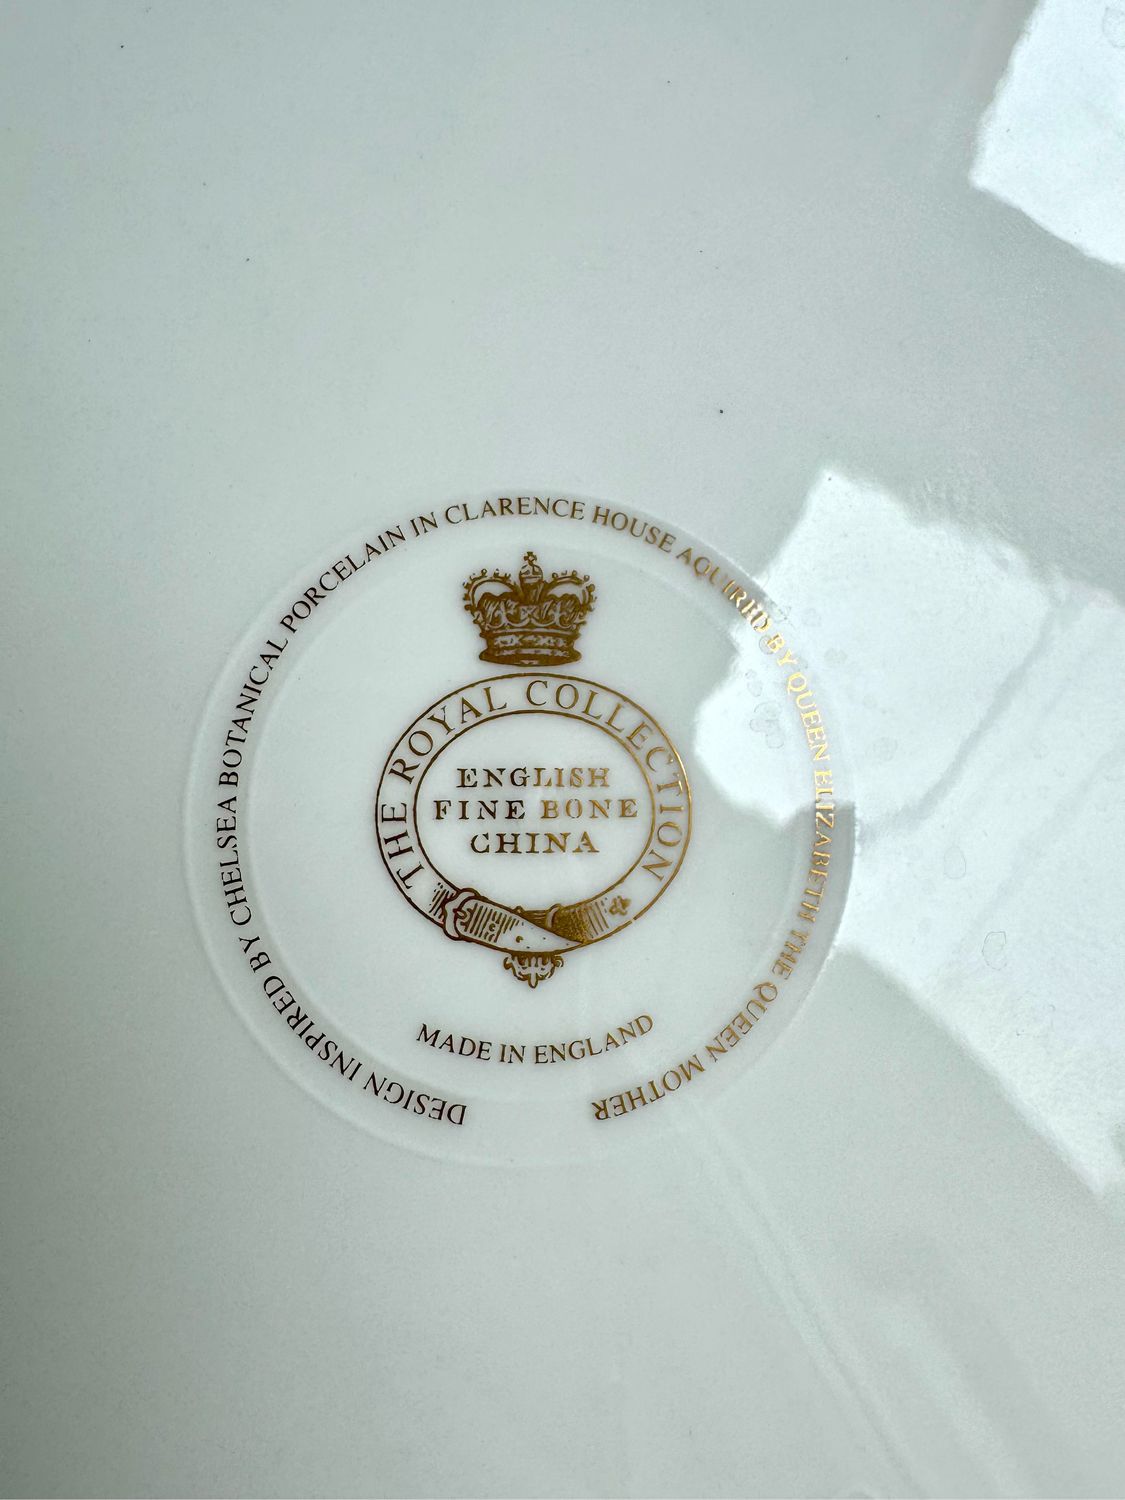 DESIGN INSPIRED BY CHELSEA BOTANICAL PORCELAIN IN CLARENCE HOUSE AQUIRED BY QUEEN ELIZABETH THE QUEEN MOTHER
THE ROYAL COLLECTION
ENGLISH
FINE BONE
CHINA
MADE IN ENGLAND